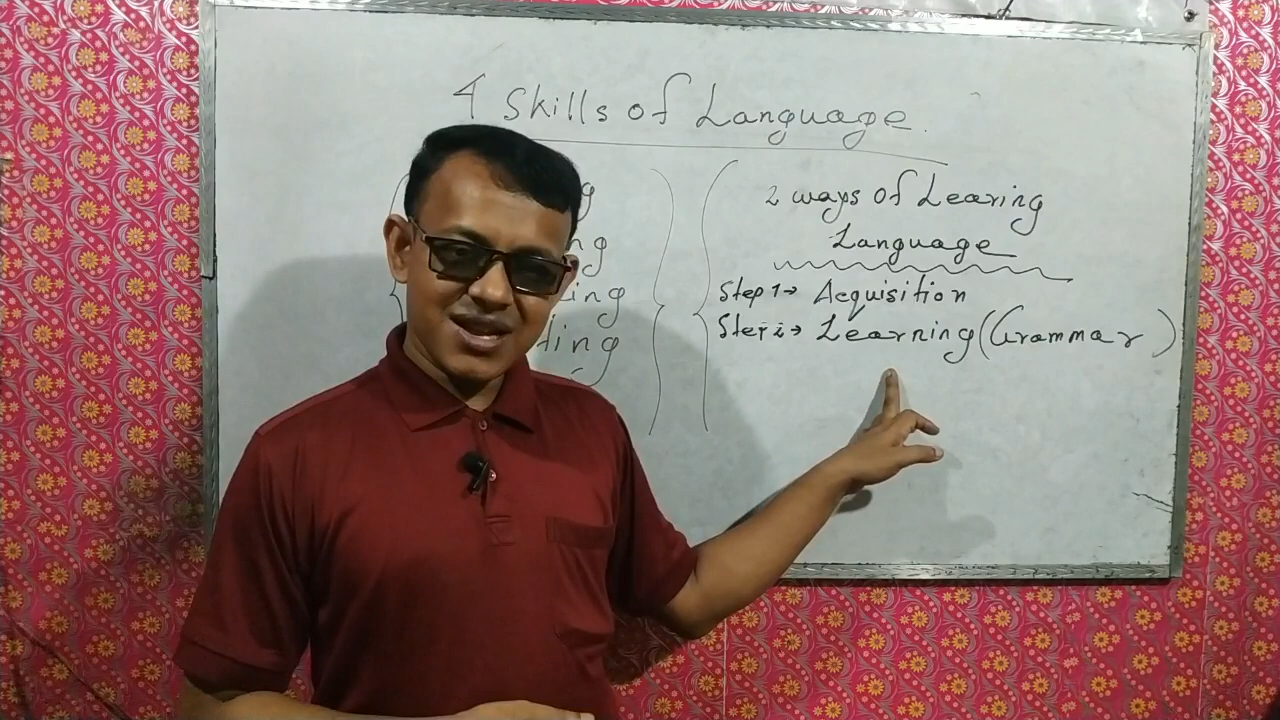 4 Skills of Language.
2 ways of Learing
Language
Step 1→ Acquisition
Step 2→ Learning (Grammar)